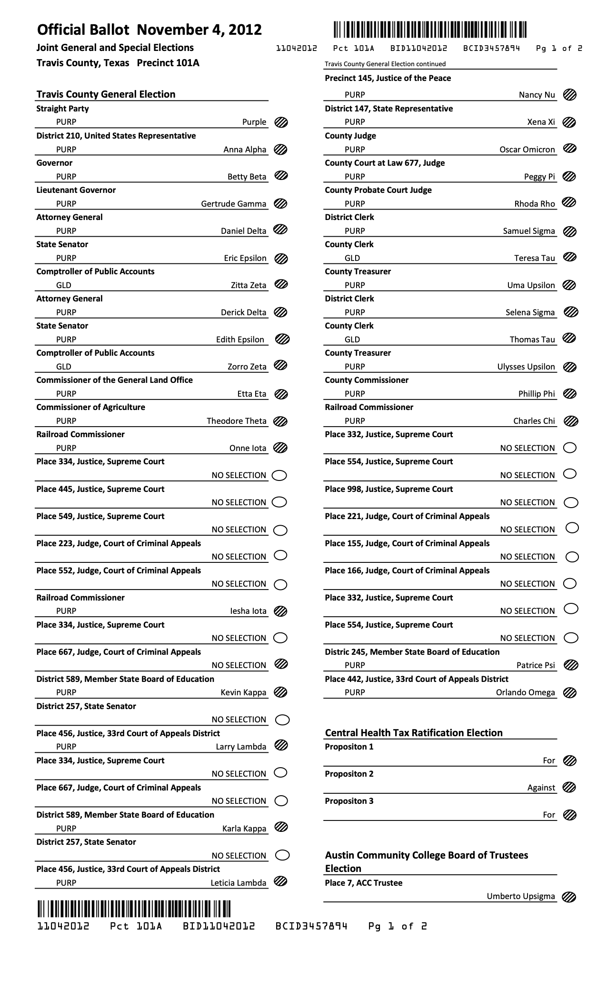 Official Ballot November 4, 2012
Joint General and Special Elections
Travis County, Texas Precinct 101A
Travis County General Election
Straight Party
PURP Purple
District 210, United States Representative
PURP Anna Alpha
Governor
PURP Betty Beta
Lieutenant Governor
PURP Gertrude Gamma
Attorney General
PURP Daniel Delta
State Senator
PURP Eric Epsilon
Comptroller of Public Accounts
GLD Zitta Zeta
Attorney General
PURP Derick Delta
State Senator
PURP Edith Epsilon
Comptroller of Public Accounts
GLD Zorro Zeta
Commissioner of the General Land Office
PURP Etta Eta
Commissioner of Agriculture
PURP Theodore Theta
Railroad Commissioner
PURP Onne Iota
Place 334, Justice, Supreme Court
NO SELECTION
Place 445, Justice, Supreme Court
NO SELECTION
Place 549, Justice, Supreme Court
NO SELECTION
Place 223, Judge, Court of Criminal Appeals
NO SELECTION
Place 552, Judge, Court of Criminal Appeals
NO SELECTION
Railroad Commissioner
PURP Iesha Iota
Place 334, Justice, Supreme Court
NO SELECTION
Place 667, Judge, Court of Criminal Appeals
NO SELECTION
District 589, Member State Board of Education
PURP Kevin Kappa
District 257, State Senator
NO SELECTION
Place 456, Justice, 33rd Court of Appeals District
PURP Larry Lambda
Place 334, Justice, Supreme Court
NO SELECTION
Place 667, Judge, Court of Criminal Appeals
NO SELECTION
District 589, Member State Board of Education
PURP Karla Kappa
District 257, State Senator
NO SELECTION
Place 456, Justice, 33rd Court of Appeals District
PURP Leticia Lambda
11042012 Pct 101A BID11042012 BCID3457894 Pg 1 of 2
11042012 Pct 101A BID11042012 BCID3457894 Pg 1 of 2
Travis County General Election continued
Precinct 145, Justice of the Peace
PURP Nancy Nu
District 147, State Representative
PURP Xena Xi
County Judge
PURP Oscar Omicron
County Court at Law 677, Judge
PURP Peggy Pi
County Probate Court Judge
PURP Rhoda Rho
District Clerk
PURP Samuel Sigma
County Clerk
GLD Teresa Tau
County Treasurer
PURP Uma Upsilon
District Clerk
PURP Selena Sigma
County Clerk
GLD Thomas Tau
County Treasurer
PURP Ulysses Upsilon
County Commissioner
PURP Phillip Phi
Railroad Commissioner
PURP Charles Chi
Place 332, Justice, Supreme Court
NO SELECTION
Place 554, Justice, Supreme Court
NO SELECTION
Place 998, Justice, Supreme Court
NO SELECTION
Place 221, Judge, Court of Criminal Appeals
NO SELECTION
Place 155, Judge, Court of Criminal Appeals
NO SELECTION
Place 166, Judge, Court of Criminal Appeals
NO SELECTION
Place 332, Justice, Supreme Court
NO SELECTION
Place 554, Justice, Supreme Court
NO SELECTION
Distric 245, Member State Board of Education
PURP Patrice Psi
Place 442, Justice, 33rd Court of Appeals District
PURP Orlando Omega
Central Health Tax Ratification Election
Propositon 1
For
Propositon 2
Against
Propositon 3
For
Austin Community College Board of Trustees
Election
Place 7, ACC Trustee
Umberto Upsigma